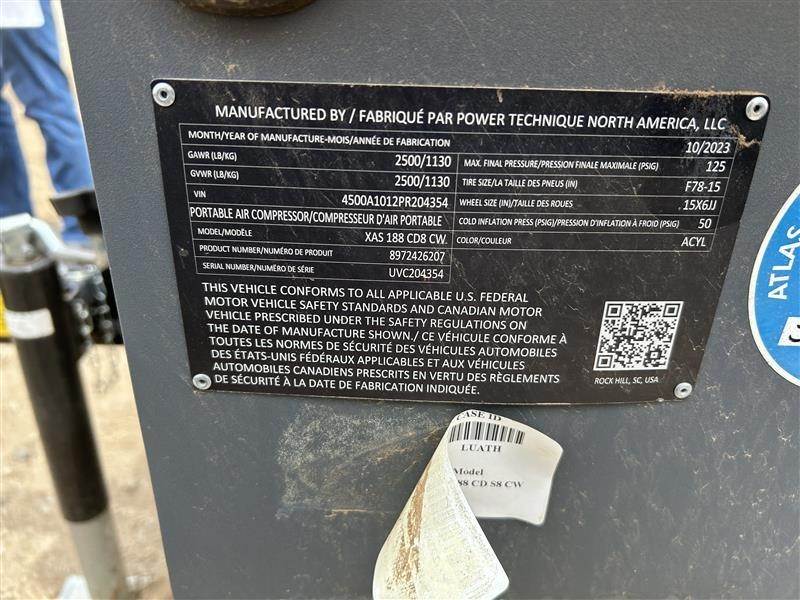 MANUFACTURED BY / FABRIQUÉ PAR POWER TECHNIQUE NORTH AMERICA, LLC
MONTH/YEAR OF MANUFACTURE-MOIS/ANNÉE DE FABRICATION 10/2023
GAWR (LB/KG) 2500/1130 MAX. FINAL PRESSURE/PRESSION FINALE MAXIMALE (PSIG) 125
GVWR (LB/KG) 2500/1130 TIRE SIZE/LA TAILLE DES PNEUS (IN) F78-15
VIN 4500A1012PR204354 WHEEL SIZE (IN)/TAILLE DES ROUES .15X6JJ
PORTABLE AIR COMPRESSOR/COMPRESSEUR D'AIR PORTABLE COLD INFLATION PRESS (PSIG)/PRESSION D'INFLATION À FROID (PSIG) 50
MODEL/MODÈLE XAS 188 CD8 CW COLOR/COULEUR ACYL
PRODUCT NUMBER/NUMÉRO DE PRODUIT 8972426207
SERIAL NUMBER/NUMÉRO DE SÉRIE UVC204354
THIS VEHICLE CONFORMS TO ALL APPLICABLE U.S. FEDERAL
MOTOR VEHICLE SAFETY STANDARDS AND CANADIAN MOTOR
VEHICLE PRESCRIBED UNDER THE SAFETY REGULATIONS ON
THE DATE OF MANUFACTURE SHOWN./ CE VÉHICULE CONFORME À
TOUTES LES NORMES DE SÉCURITÉ DES VÉHICULES AUTOMOBILES
DES ÉTATS-UNIS FÉDÉRAUX APPLICABLES ET AUX VÉHICULES
AUTOMOBILES CANADIENS PRESCRITS EN VERTU DES RÈGLEMENTS
DE SÉCURITÉ À LA DATE DE FABRICATION INDIQUÉE.
ROCK HILL, SC, USA
ATLAS
CASE ID
LUATH
Model
88 CD S8 CW